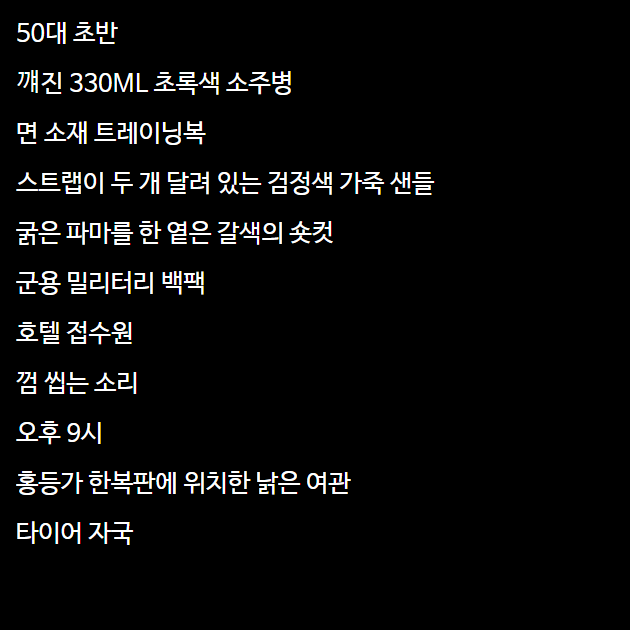 50대 초반
꺠진 330ML 초록색 소주병
면 소재 트레이닝복
스트랩이 두 개 달려 있는 검정색 가죽 샌들
굵은 파마를 한 옅은 갈색의 숏컷
군용 밀리터리 백팩
호텔 접수원
껌 씹는 소리
오후 9시
홍등가 한복판에 위치한 낡은 여관
타이어 자국